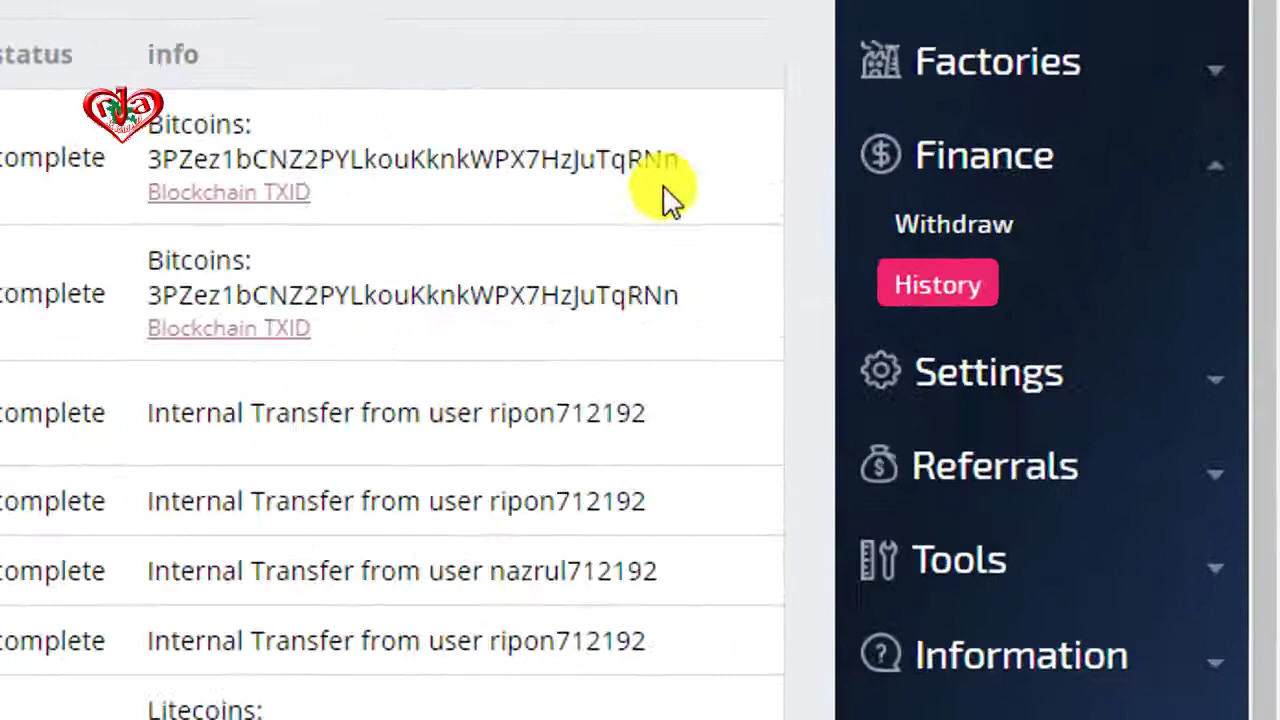 status info
Bitcoins:
complete 3PZez1bCNZ2PYLkouKknkWPX7HzJuTqRNn
Blockchain TXID
Bitcoins:
complete 3PZez1bCNZ2PYLkouKknkWPX7HzJuTqRNn
Blockchain TXID
complete Internal Transfer from user ripon712192
complete Internal Transfer from user ripon712192
complete Internal Transfer from user nazrul712192
complete Internal Transfer from user ripon712192
Litecoins:
Factories
Finance
Withdraw
History
Settings
Referrals
Tools
Information